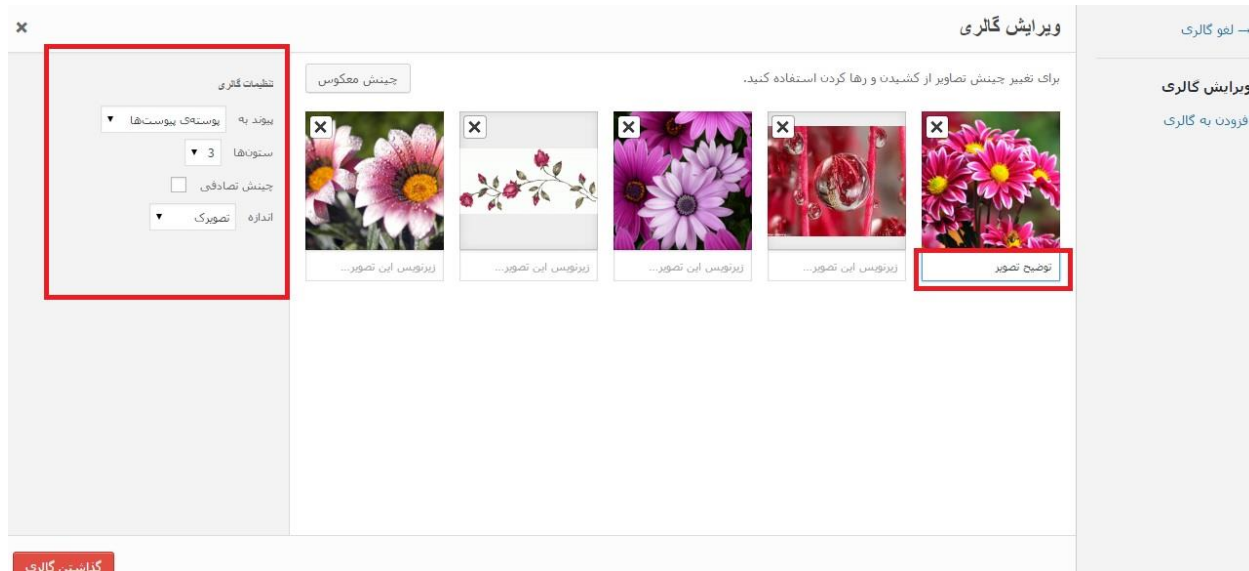 → لغو گالری
ویرایش گالری
افزودن به گالری
ویرایش گالری
برای تغییر چینش تصاویر از کشیدن و رها کردن استفاده کنید.
چینش معکوس
توضیح تصویر
زیرنویس این تصویر...
زیرنویس این تصویر...
زیرنویس این تصویر...
زیرنویس این تصویر...
تنظیمات گالری
پیوند به پوسته‌ی پیوست‌ها
ستون‌ها 3
چینش تصادفی
اندازه تصویرک
گذاشتن گالری